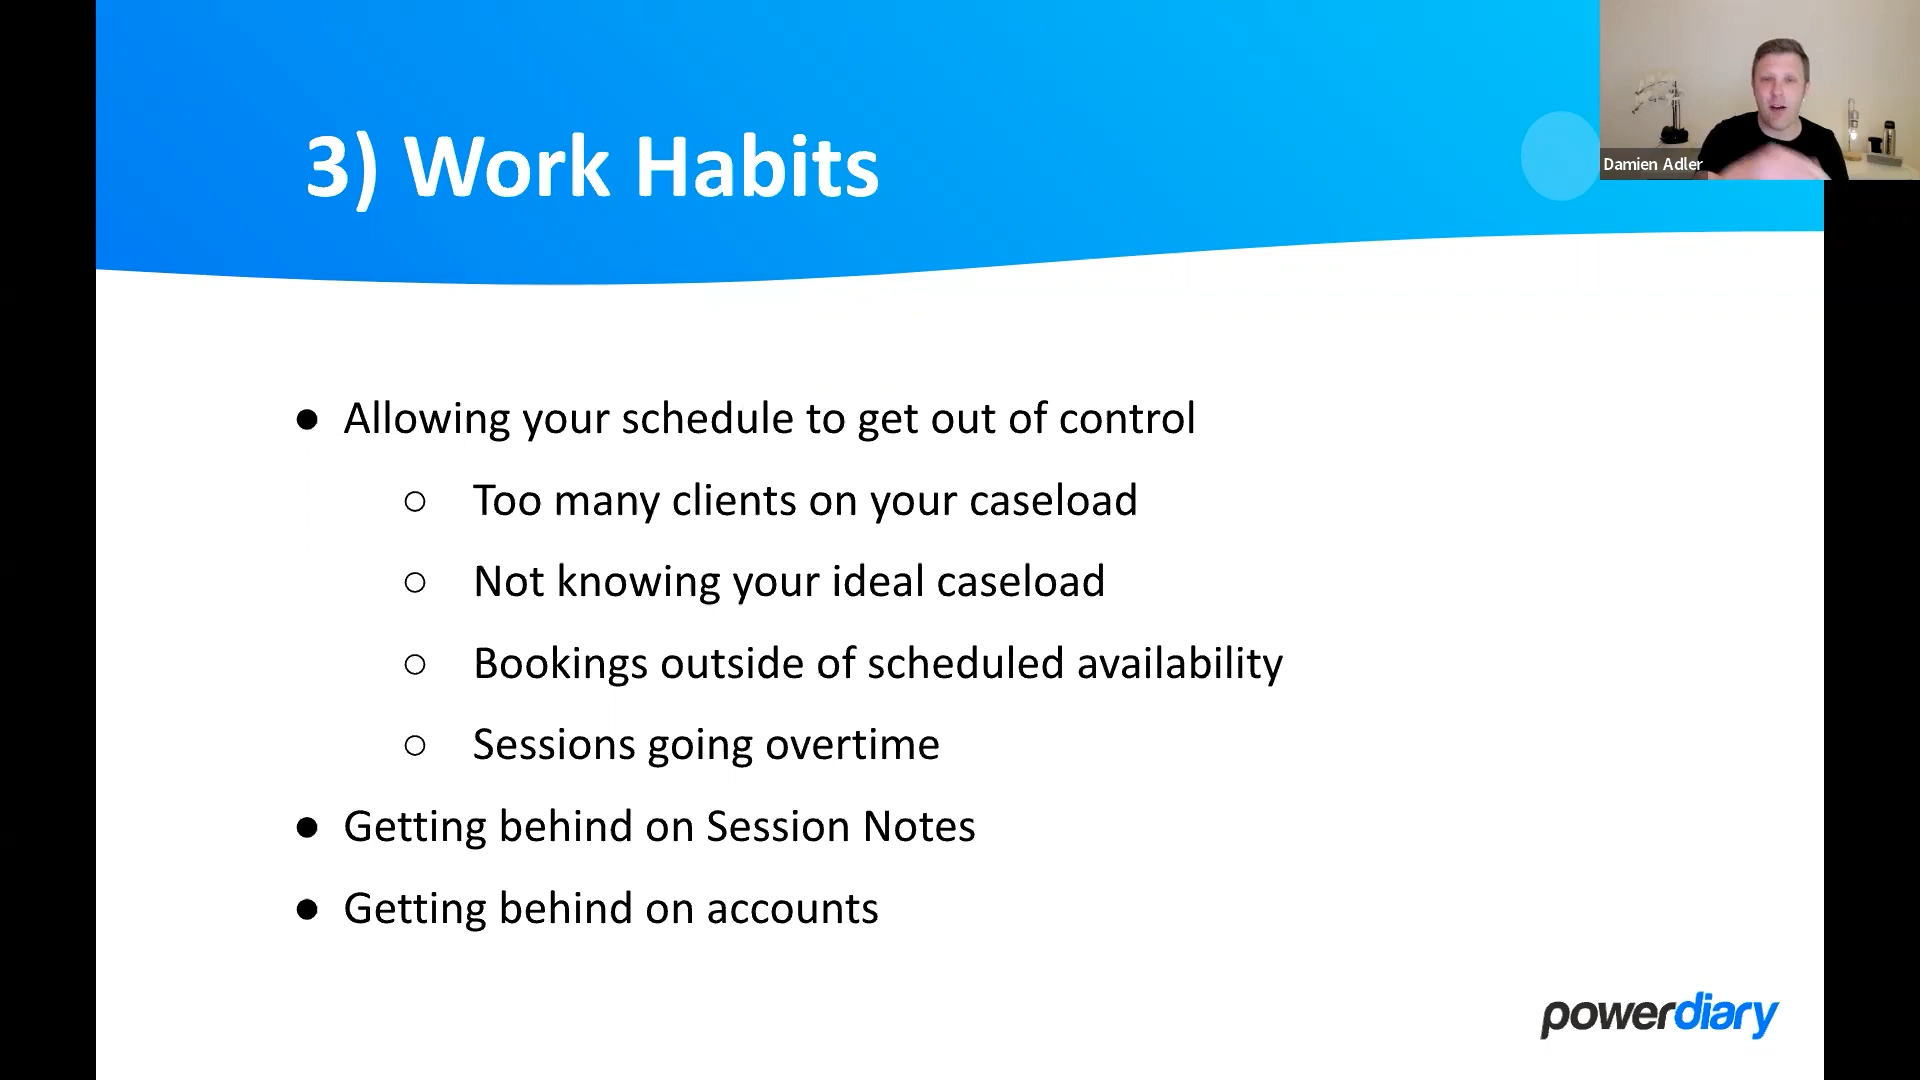 3) Work Habits
Damien Adler
● Allowing your schedule to get out of control
○ Too many clients on your caseload
○ Not knowing your ideal caseload
○ Bookings outside of scheduled availability
○ Sessions going overtime
● Getting behind on Session Notes
● Getting behind on accounts
powerdiary